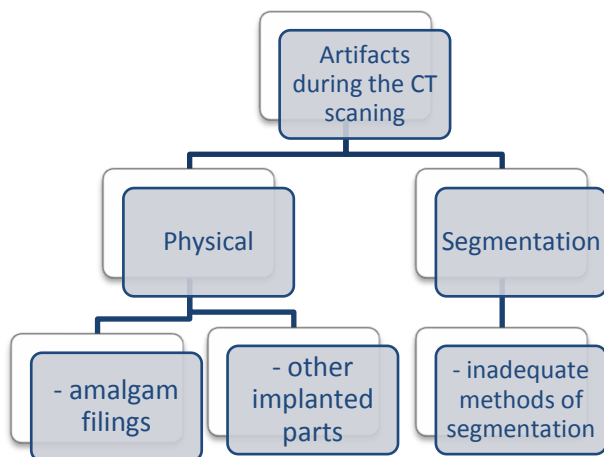 Artifacts
during the CT
scaning
Physical
Segmentation
- amalgam
filings
- other
implanted
parts
- inadequate
methods of
segmentation